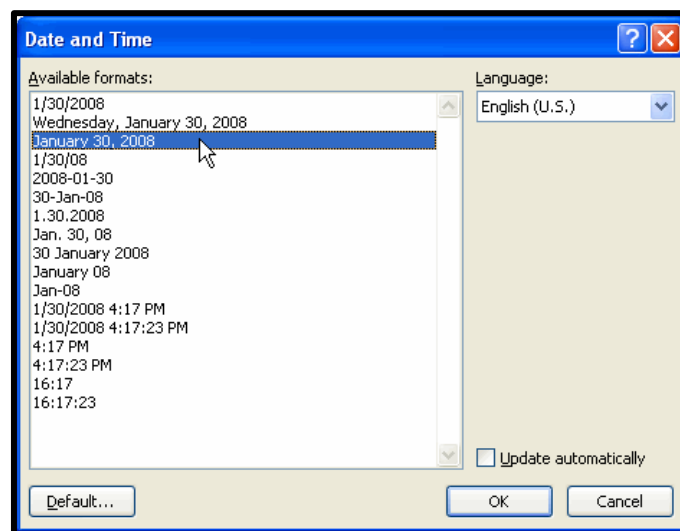 Date and Time
Available formats:
1/30/2008
Wednesday, January 30, 2008
January 30, 2008
1/30/08
2008-01-30
30-Jan-08
1.30.2008
Jan. 30, 08
30 January 2008
January 08
Jan-08
1/30/2008 4:17 PM
1/30/2008 4:17:23 PM
4:17 PM
4:17:23 PM
16:17
16:17:23
Language:
English (U.S.)
Update automatically
Default...
OK
Cancel